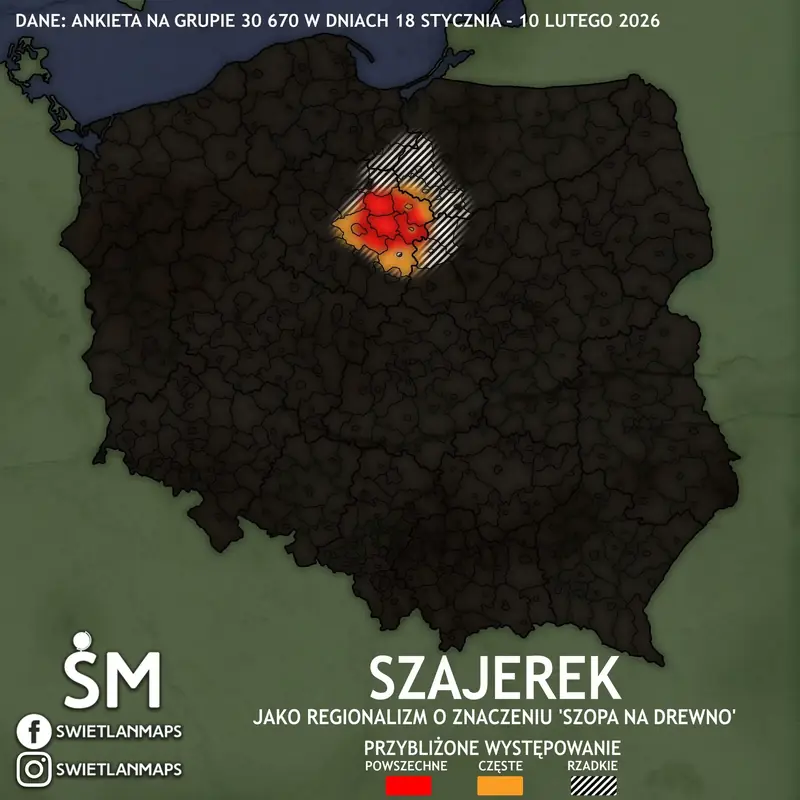 DANE: ANKIETA NA GRUPIE 30 670 W DNIACH 18 STYCZNIA - 10 LUTEGO 2026
ŚM
SWIETLANMAPS
SWIETLANMAPS
SZAJEREK
JAKO REGIONALIZM O ZNACZENIU 'SZOPA NA DREWNO'
PRZYBLIŻONE WYSTĘPOWANIE
POWSZECHNE CZĘSTE RZADKIE